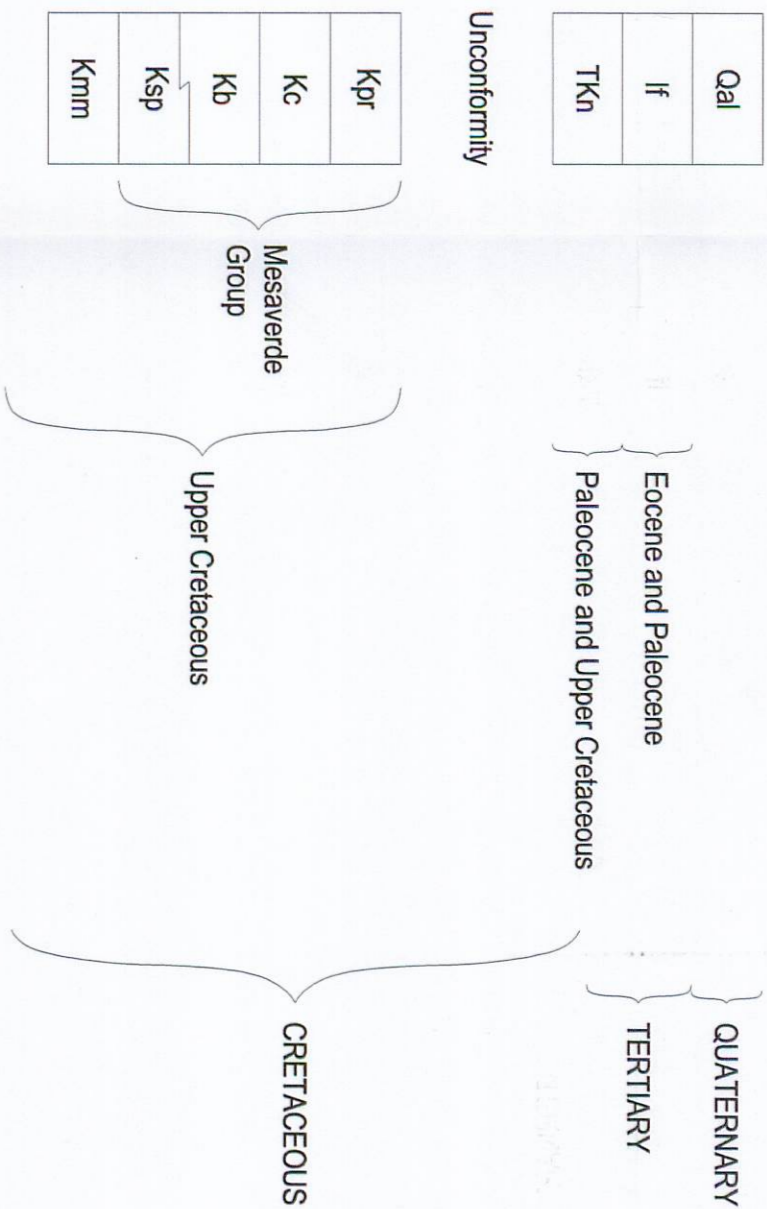 Qal
If
TKn
Unconformity
Kpr
Kc
Kb
Ksp
Kmm
Mesaverde
Group
Eocene and Paleocene
Paleocene and Upper Cretaceous
Upper Cretaceous
QUATERNARY
TERTIARY
CRETACEOUS